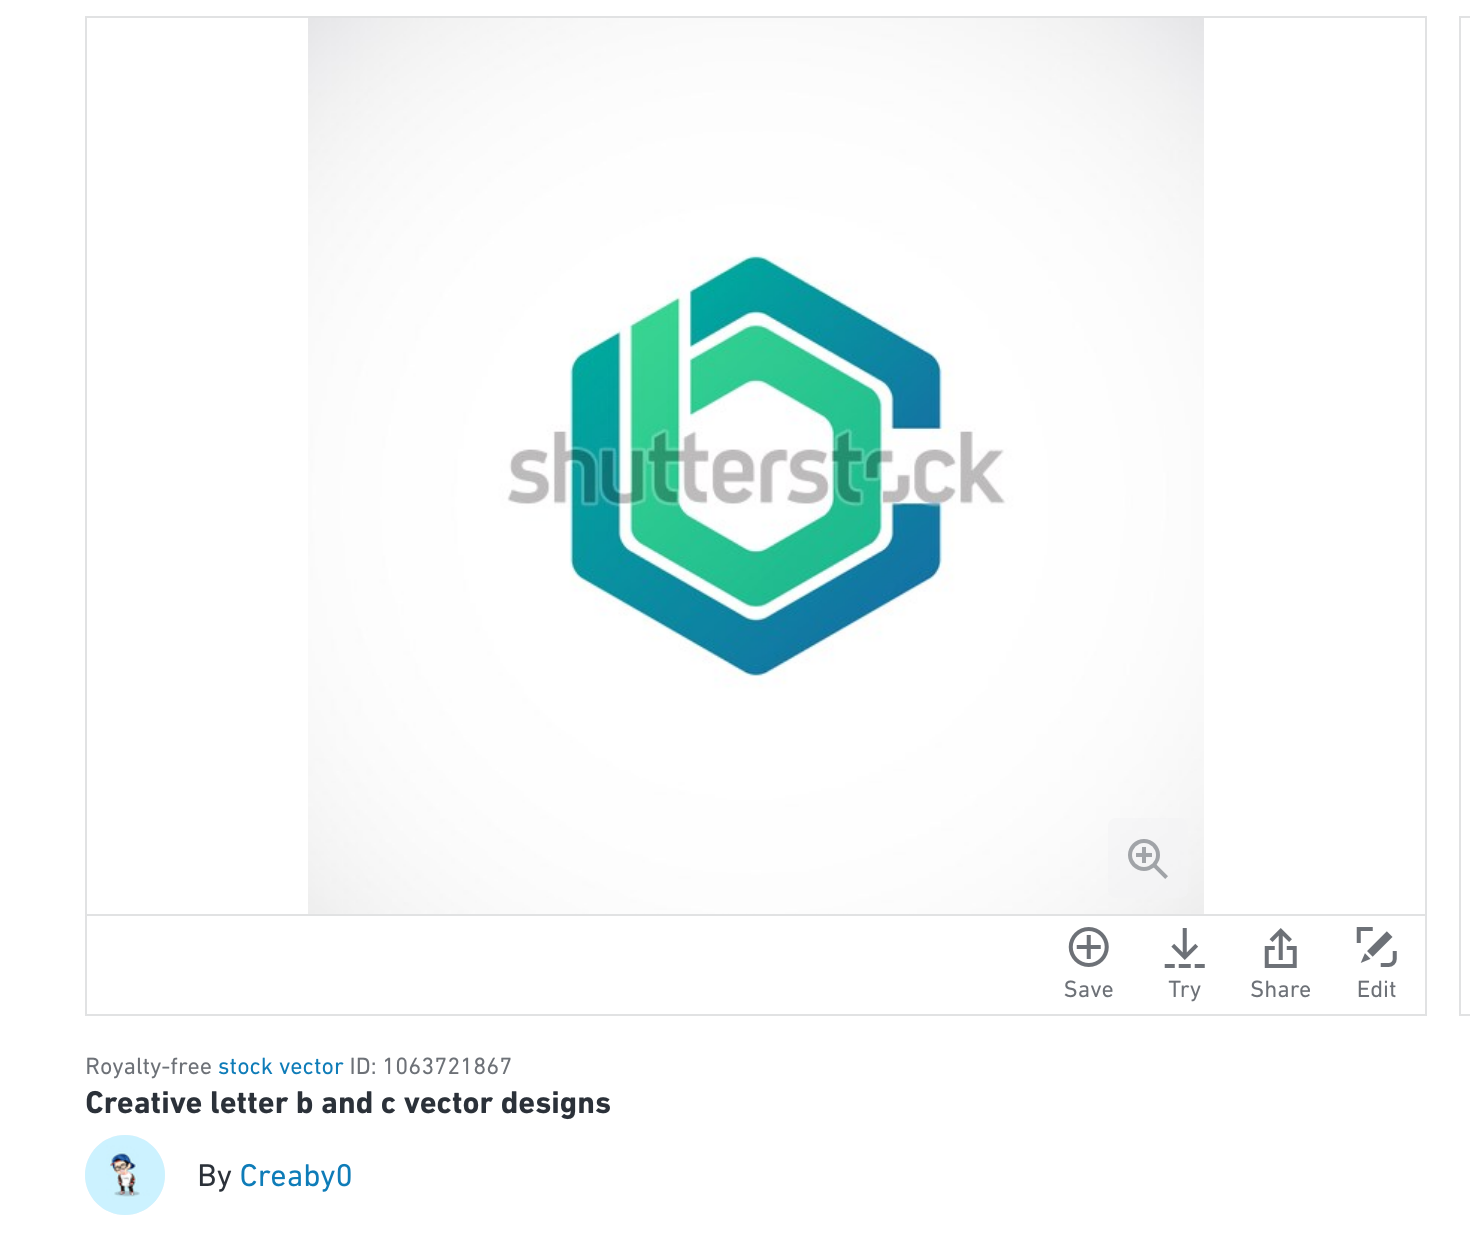 shutterstock
Save Try Share Edit
Royalty-free stock vector ID: 1063721867
Creative letter b and c vector designs
By Creaby0